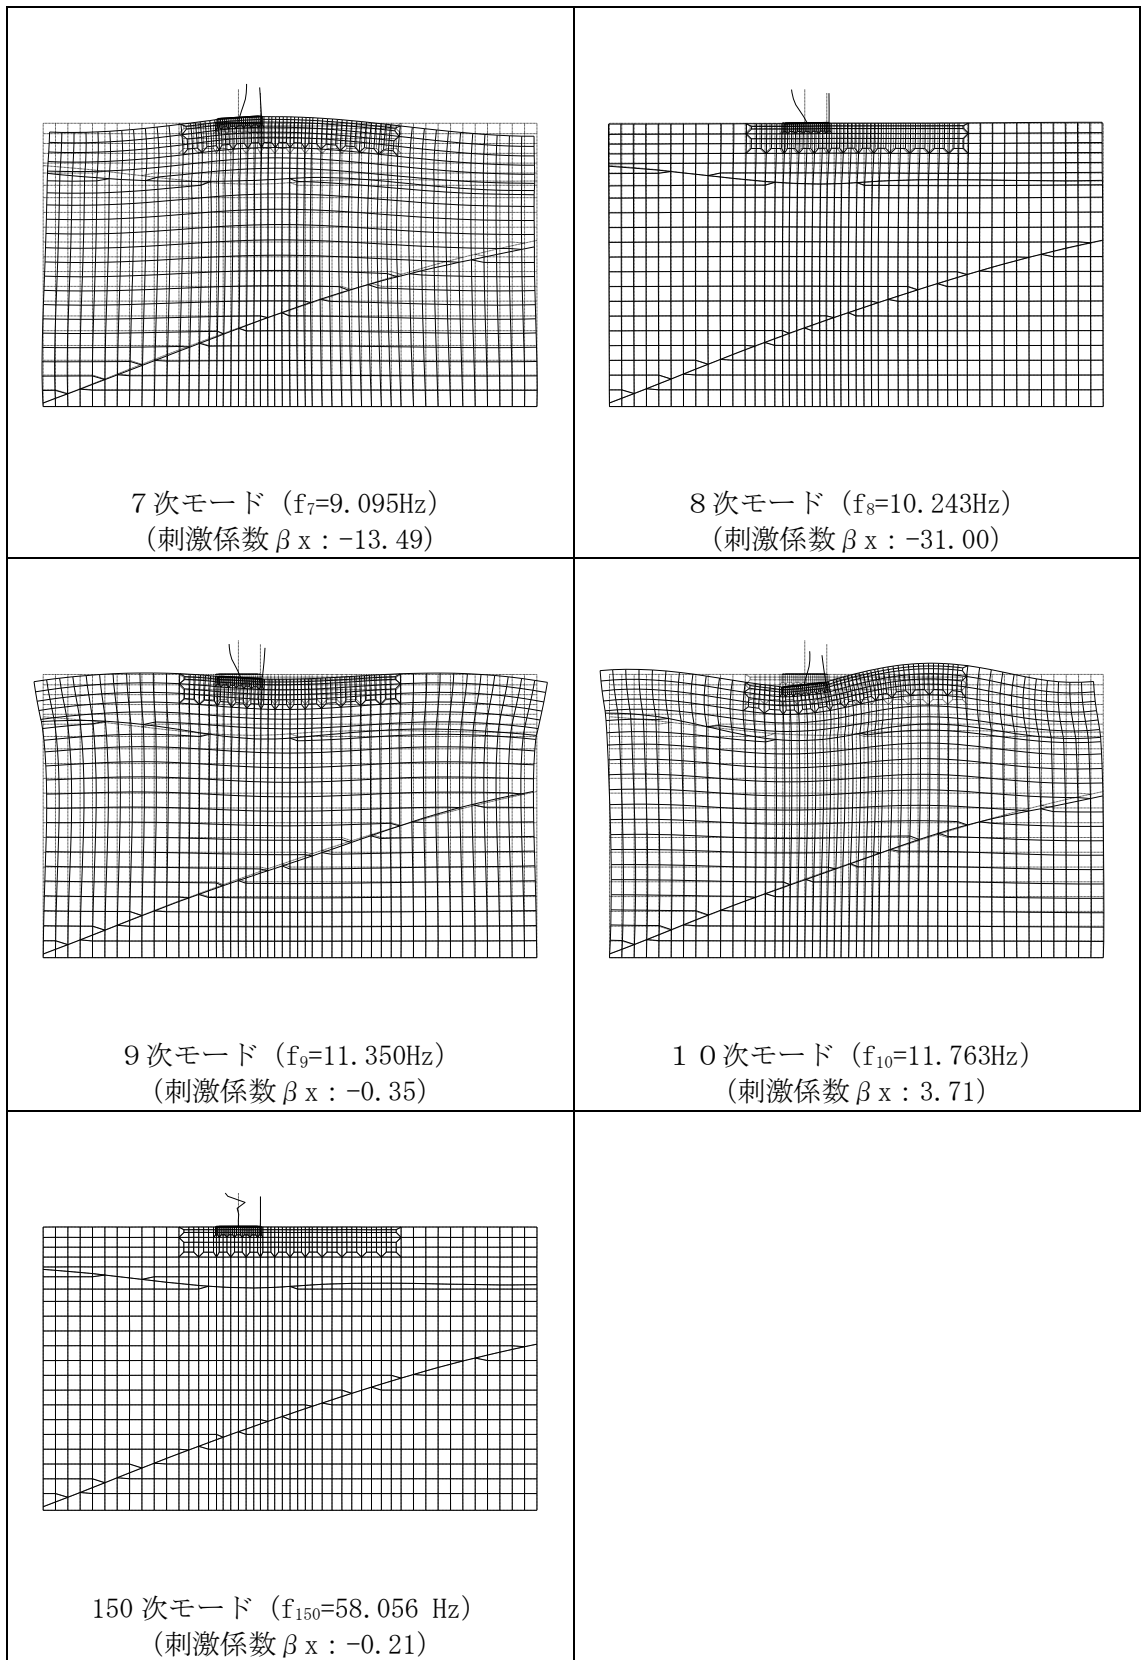 ７次モード（f₇=9.095Hz）
（刺激係数βx：-13.49）
８次モード（f₈=10.243Hz）
（刺激係数βx：-31.00）
９次モード（f₉=11.350Hz）
（刺激係数βx：-0.35）
１０次モード（f₁₀=11.763Hz）
（刺激係数βx：3.71）
150 次モード（f₁₅₀=58.056 Hz）
（刺激係数βx：-0.21）